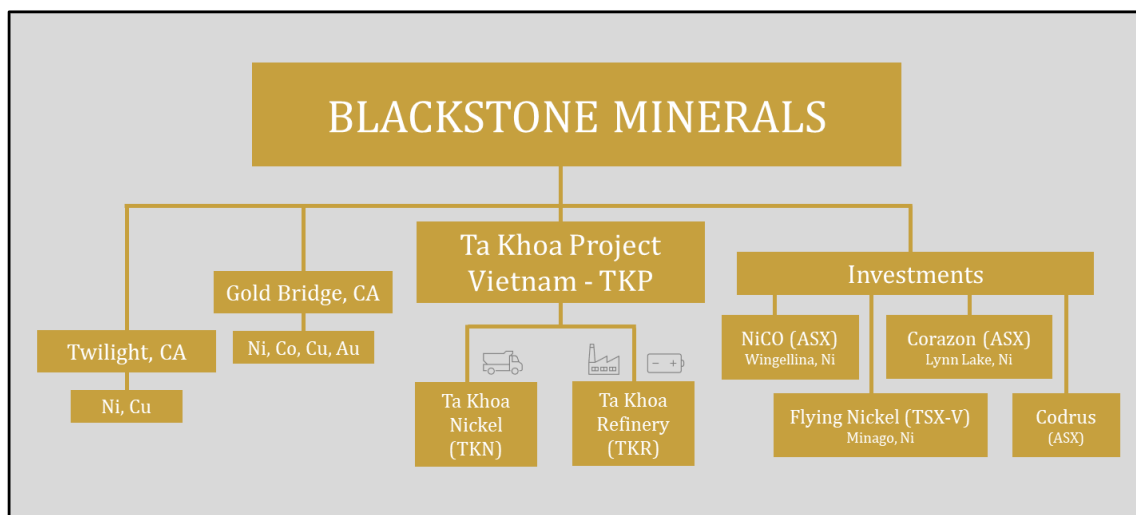 BLACKSTONE MINERALS
Ta Khoa Project
Vietnam - TKP
Investments
Gold Bridge, CA
Twilight, CA
Ni, Co, Cu, Au
Ni, Cu
Ta Khoa
Nickel
(TKN)
Ta Khoa
Refinery
(TKR)
NiCO (ASX)
Wingellina, Ni
Corazon (ASX)
Lynn Lake, Ni
Flying Nickel (TSX-V)
Minago, Ni
Codrus
(ASX)